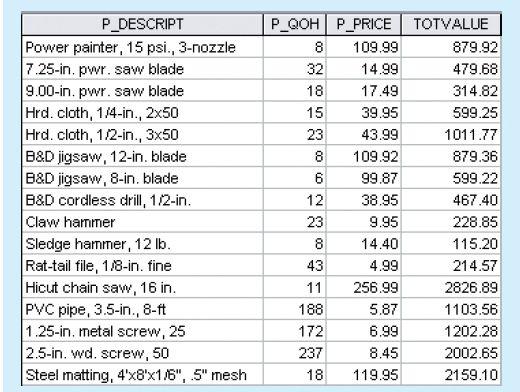 P_DESCRIPT P_QOH P_PRICE TOTVALUE
Power painter, 15 psi., 3-nozzle 8 109.99 879.92
7.25-in. pwr. saw blade 32 14.99 479.68
9.00-in. pwr. saw blade 18 17.49 314.82
Hrd. cloth, 1/4-in., 2x50 15 39.95 599.25
Hrd. cloth, 1/2-in., 3x50 23 43.99 1011.77
B&D jigsaw, 12-in. blade 8 109.92 879.36
B&D jigsaw, 8-in. blade 6 99.87 599.22
B&D cordless drill, 1/2-in. 12 38.95 467.40
Claw hammer 23 9.95 228.85
Sledge hammer, 12 lb. 8 14.40 115.20
Rat-tail file, 1/8-in. fine 43 4.99 214.57
Hicut chain saw, 16 in. 11 256.99 2826.89
PVC pipe, 3.5-in., 8-ft 188 5.87 1103.56
1.25-in. metal screw, 25 172 6.99 1202.28
2.5-in. wd. screw, 50 237 8.45 2002.65
Steel matting, 4'x8'x1/6", .5" mesh 18 119.95 2159.10